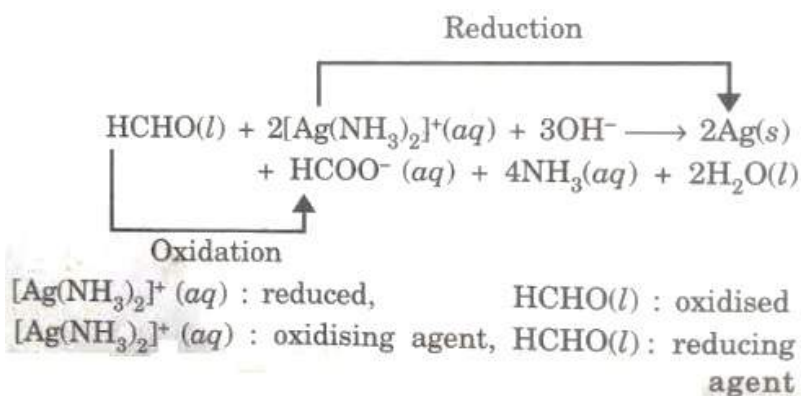 Reduction
HCHO(l) + 2[Ag(NH₃)₂]⁺(aq) + 3OH⁻ ⟶ 2Ag(s)
+ HCOO⁻ (aq) + 4NH₃(aq) + 2H₂O(l)
Oxidation
[Ag(NH₃)₂]⁺ (aq) : reduced, HCHO(l) : oxidised
[Ag(NH₃)₂]⁺ (aq) : oxidising agent, HCHO(l) : reducing
agent